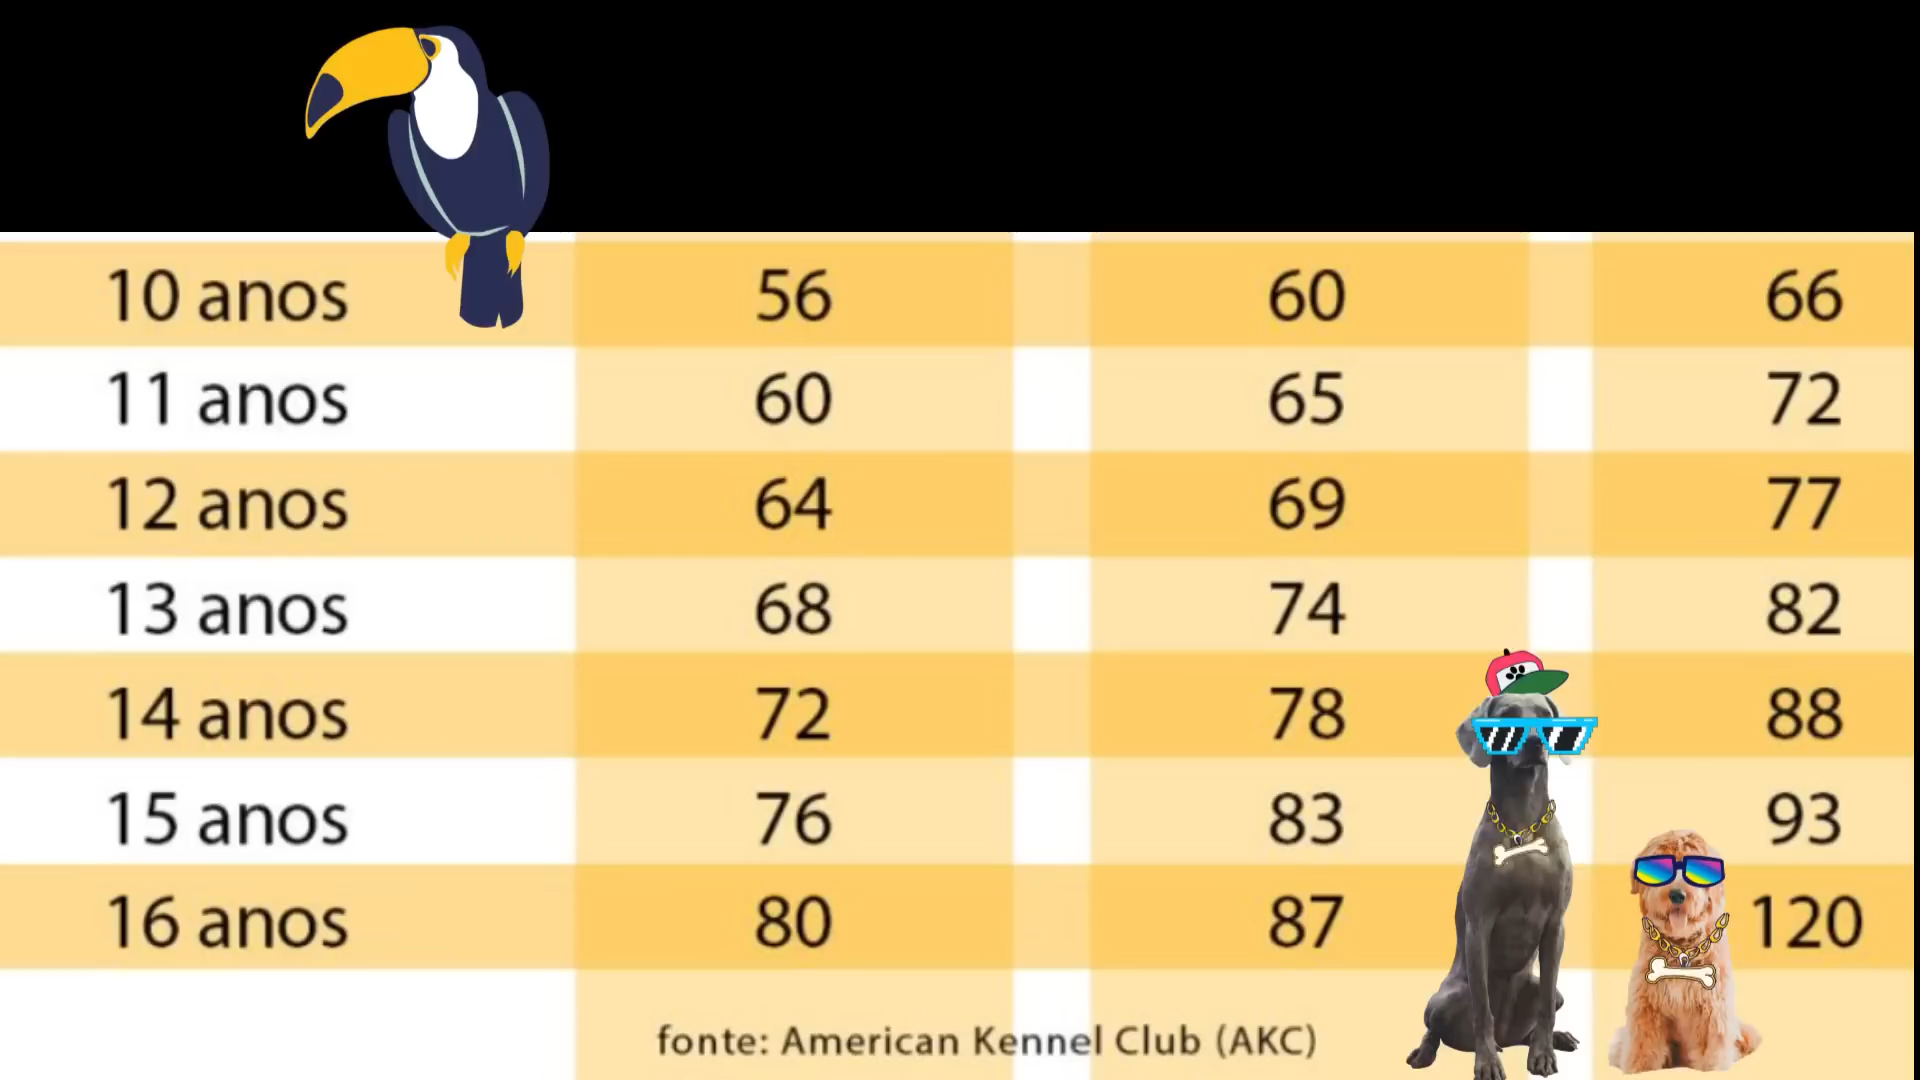 10 anos 56 60 66
11 anos 60 65 72
12 anos 64 69 77
13 anos 68 74 82
14 anos 72 78 88
15 anos 76 83 93
16 anos 80 87 120
fonte: American Kennel Club (AKC)